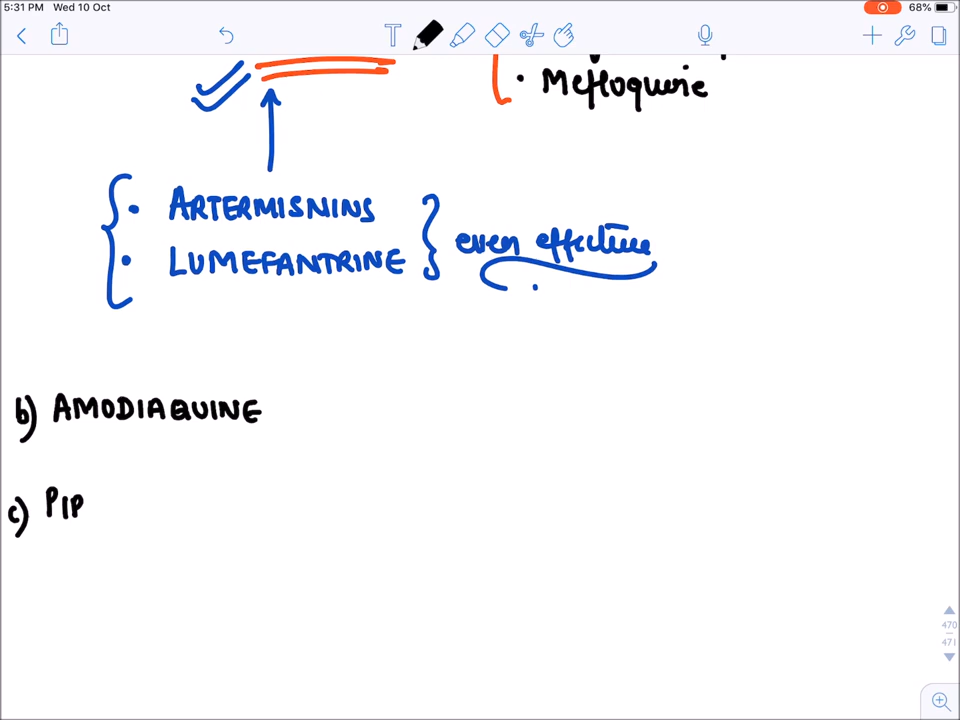 5:31 PM Wed 10 Oct 68%
T
• Mefloquine
• ARTERMISNINS
• LUMEFANTRINE
even effective
b) AMODIAQUINE
c) PIP
470
471